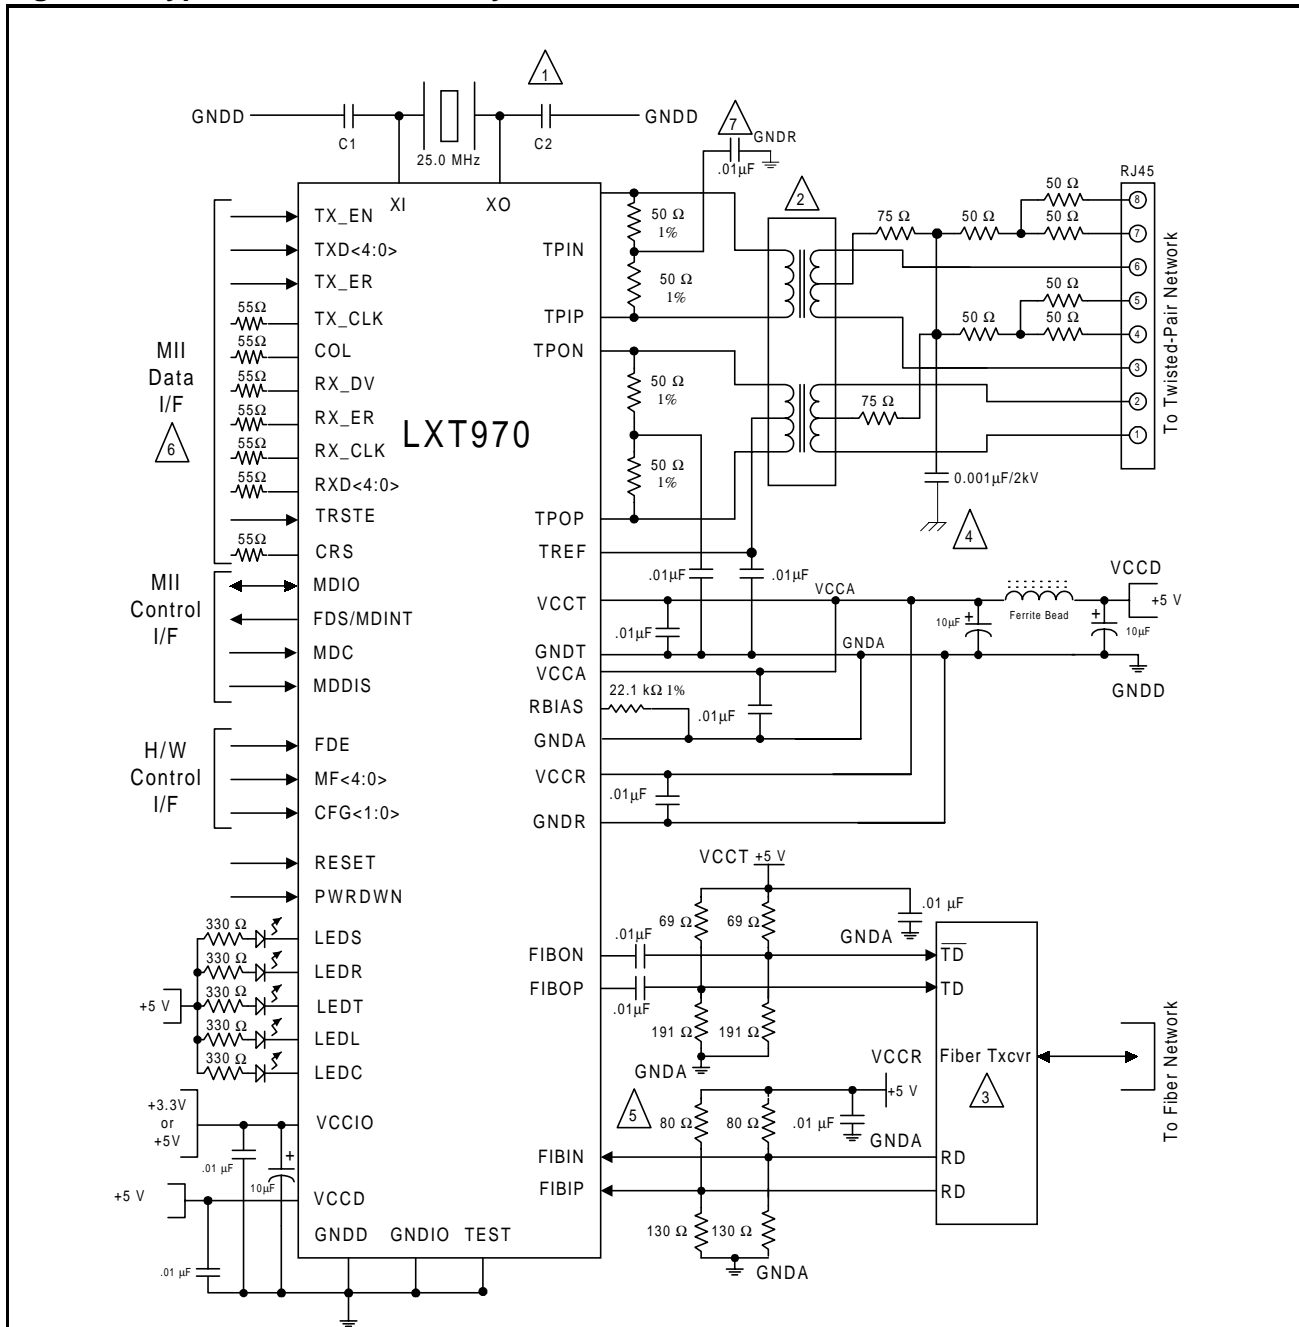 1
GNDD
GNDD
C1
C2
25.0 MHz
7
GNDR
.01µF
2
RJ45
XI
XO
MII
Data
I/F
6
TX_EN
TXD<4:0>
TX_ER
55Ω
TX_CLK
55Ω
COL
55Ω
RX_DV
55Ω
RX_ER
55Ω
RX_CLK
55Ω
RXD<4:0>
TRSTE
55Ω
CRS
MII
Control
I/F
MDIO
FDS/MDINT
MDC
MDDIS
H/W
Control
I/F
FDE
MF<4:0>
CFG<1:0>
RESET
PWRDWN
330 Ω
LEDS
330 Ω
LEDR
330 Ω
LEDT
330 Ω
LEDL
330 Ω
LEDC
+5 V
+3.3V
or
+5V
VCCIO
.01 µF
10µF
+
+5 V
VCCD
.01 µF
GNDD
GNDIO
TEST
LXT970
TPIN
TPIP
TPON
TPOP
TREF
VCCT
GNDT
VCCA
RBIAS
GNDA
VCCR
GNDR
FIBON
FIBOP
FIBIN
FIBIP
50 Ω
1%
50 Ω
1%
50 Ω
1%
50 Ω
1%
75 Ω
50 Ω
50 Ω
50 Ω
50 Ω
50 Ω
50 Ω
75 Ω
8
7
6
5
4
3
2
1
To Twisted-Pair Network
0.001µF/2kV
4
.01µF
.01µF
VCCA
VCCD
+5 V
Ferrite Bead
+
10µF
+
10µF
.01µF
GNDA
GNDD
22.1 kΩ 1%
.01µF
.01µF
VCCT
+5 V
.01 µF
GNDA
69 Ω
69 Ω
.01µF
.01µF
191 Ω
191 Ω
GNDA
TD
TD
Fiber Txcvr
3
RD
RD
To Fiber Network
VCCR
+5 V
5
80 Ω
80 Ω
.01 µF
GNDA
130 Ω
130 Ω
GNDA